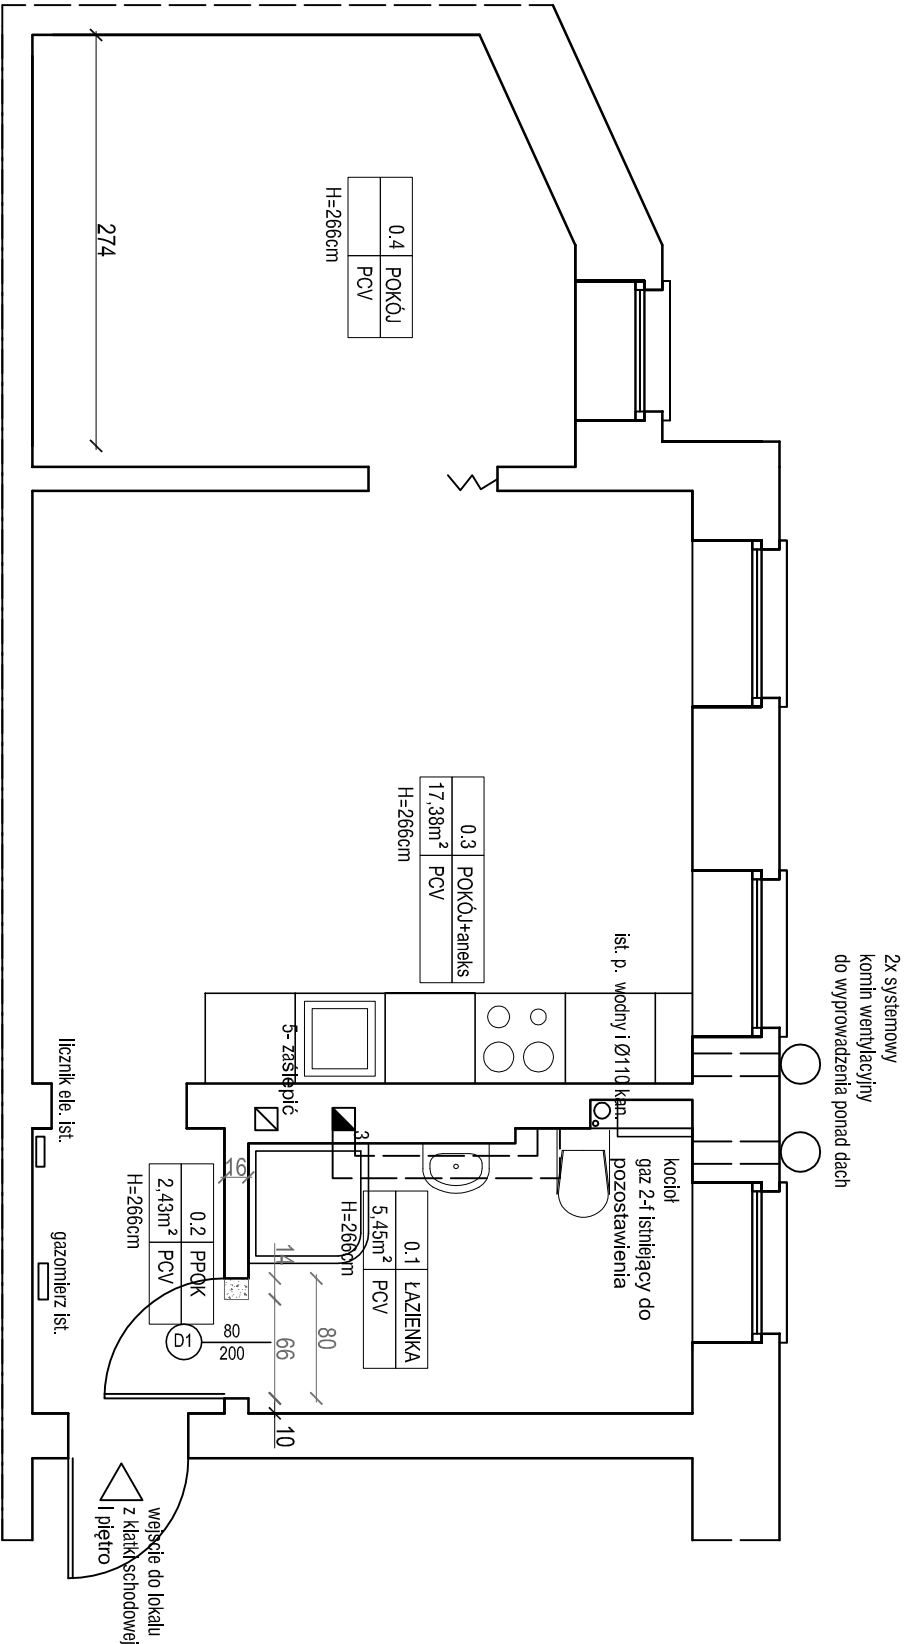 2x systemowy
komin wentylacyjny
do wyprowadzenia ponad dach
0.4 POKÓJ
PCV
H=266cm
274
0.3 POKÓJ+aneks
17,38m² PCV
H=266cm
ist. p. wodny i Ø110 kan.
kocioł
gaz 2-f istniejący do
pozostawienia
5- zaślepić
3
licznik ele. ist.
gazomierz ist.
16
0.1 ŁAZIENKA
5,45m² PCV
H=266cm
0.2 PPOK
2,43m² PCV
H=266cm
14
66
80
10
D1
80
200
wejście do lokalu
z klatki schodowej
I piętro